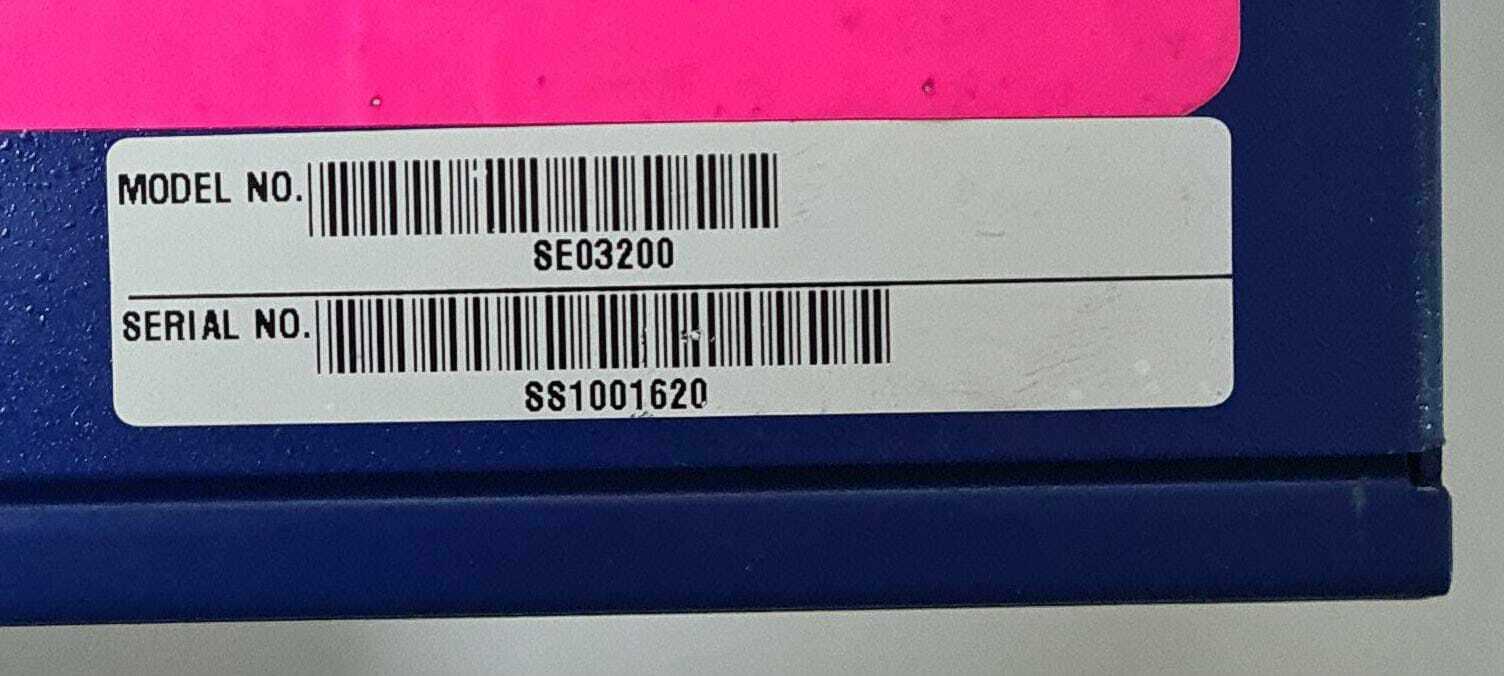 MODEL NO.
SE03200
SERIAL NO.
SS1001620